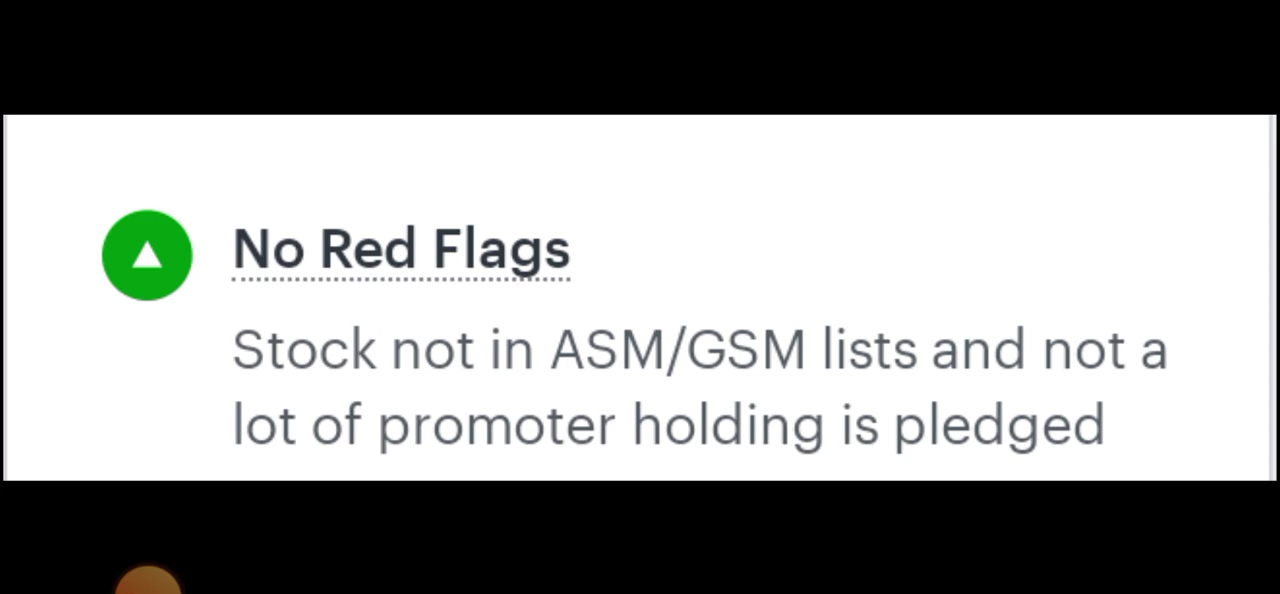 No Red Flags
Stock not in ASM/GSM lists and not a
lot of promoter holding is pledged